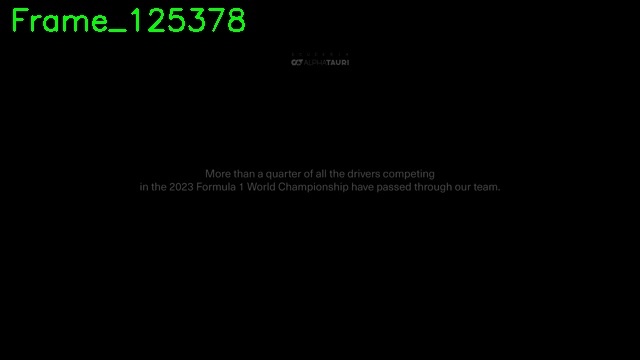 Frame_125378
SCUDERIA
ALPHATAURI
More than a quarter of all the drivers competing
in the 2023 Formula 1 World Championship have passed through our team.